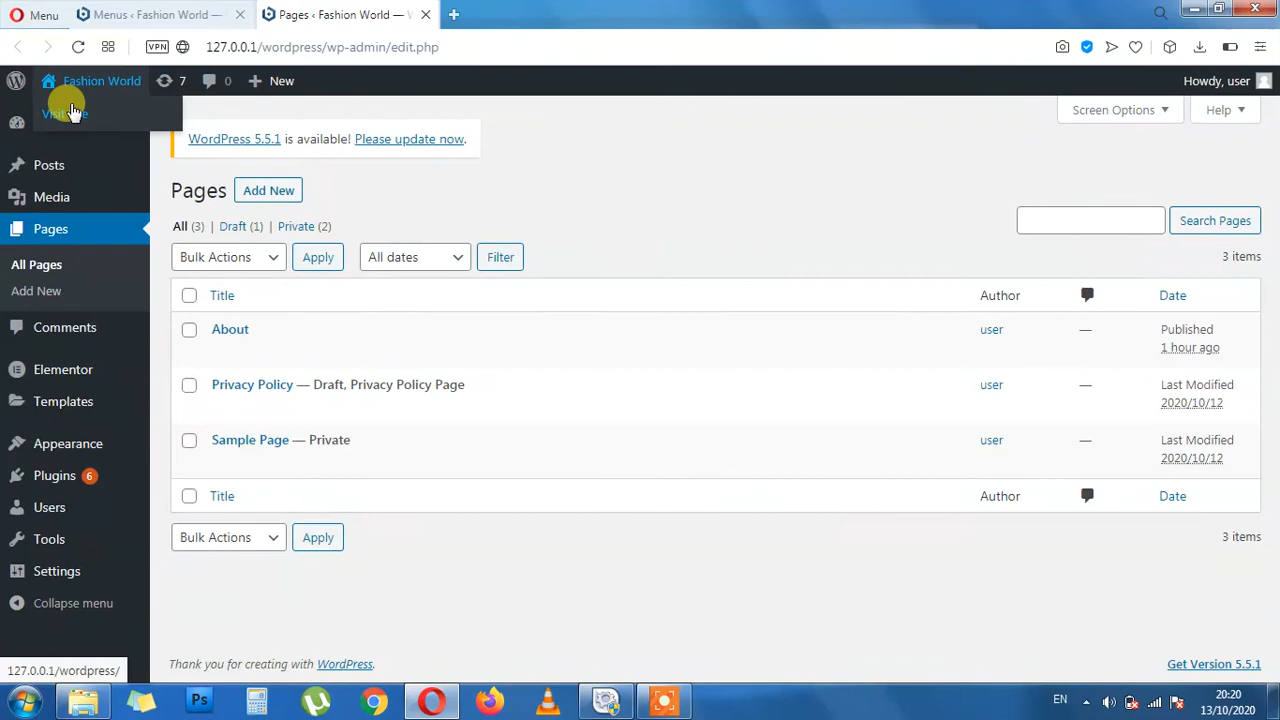 Menu
Menus ‹ Fashion World —
Pages ‹ Fashion World — W
VPN
127.0.0.1/wordpress/wp-admin/edit.php
Fashion World
7
0
New
Howdy, user
Screen Options
Help
WordPress 5.5.1 is available! Please update now.
Posts
Media
Pages
All Pages
Add New
Comments
Elementor
Templates
Appearance
Plugins 6
Users
Tools
Settings
Collapse menu
Pages
Add New
All (3) | Draft (1) | Private (2)
Search Pages
Bulk Actions
Apply
All dates
Filter
3 items
Title
Author
Date
About
user
—
Published
1 hour ago
Privacy Policy — Draft, Privacy Policy Page
user
—
Last Modified
2020/10/12
Sample Page — Private
user
—
Last Modified
2020/10/12
Title
Author
Date
Bulk Actions
Apply
3 items
Thank you for creating with WordPress.
Get Version 5.5.1
127.0.0.1/wordpress/
Ps
EN
20:20
13/10/2020